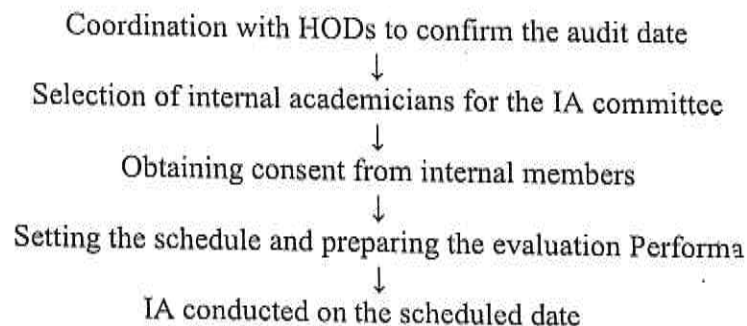 Coordination with HODs to confirm the audit date
↓
Selection of internal academicians for the IA committee
↓
Obtaining consent from internal members
↓
Setting the schedule and preparing the evaluation Performa
↓
IA conducted on the scheduled date